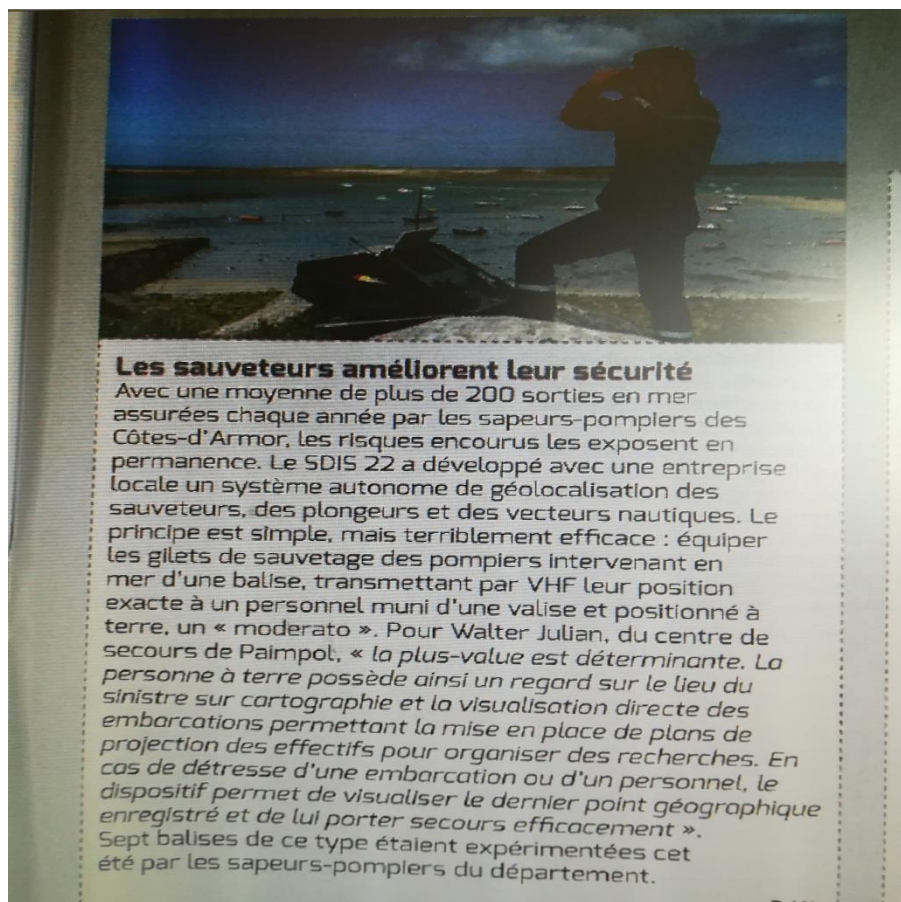 Les sauveteurs améliorent leur sécurité
Avec une moyenne de plus de 200 sorties en mer
assurées chaque année par les sapeurs-pompiers des
Côtes-d'Armor, les risques encourus les exposent en
permanence. Le SDIS 22 a développé avec une entreprise
locale un système autonome de géolocalisation des
sauveteurs, des plongeurs et des vecteurs nautiques. Le
principe est simple, mais terriblement efficace : équiper
les gilets de sauvetage des pompiers intervenant en
mer d'une balise, transmettant par VHF leur position
exacte à un personnel muni d'une valise et positionné à
terre, un « moderato ». Pour Walter Julian, du centre de
secours de Paimpol, « la plus-value est déterminante. La
personne à terre possède ainsi un regard sur le lieu du
sinistre sur cartographie et la visualisation directe des
embarcations permettant la mise en place de plans de
projection des effectifs pour organiser des recherches. En
cas de détresse d'une embarcation ou d'un personnel, le
dispositif permet de visualiser le dernier point géographique
enregistré et de lui porter secours efficacement ».
Sept balises de ce type étaient expérimentées cet
été par les sapeurs-pompiers du département.